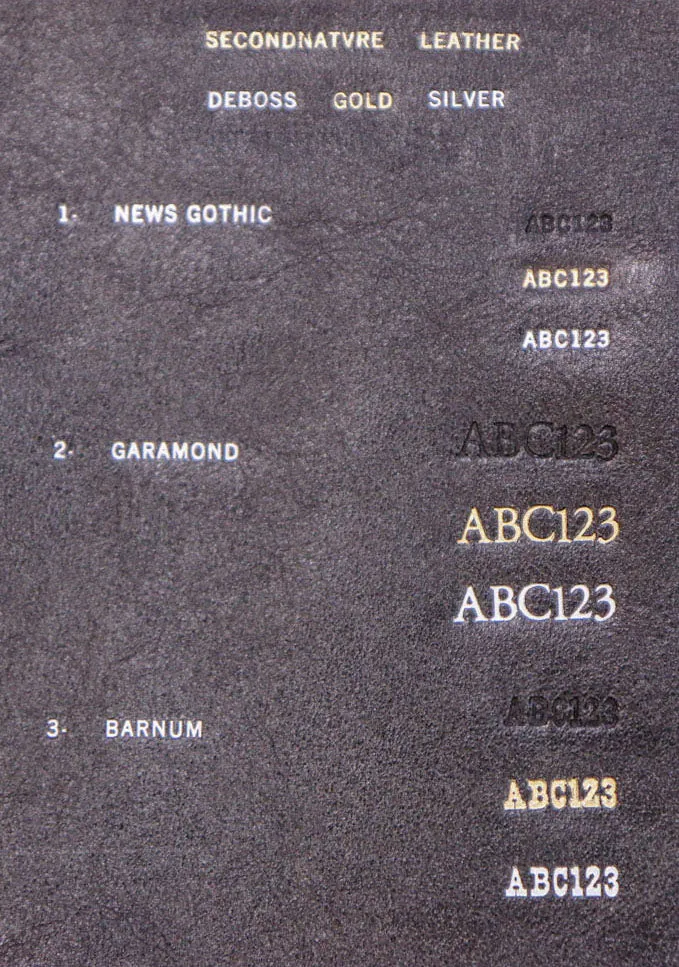 SECONDNATVRE LEATHER
DEBOSS GOLD SILVER
1- NEWS GOTHIC ABC123
ABC123
ABC123
2- GARAMOND ABC123
ABC123
ABC123
3- BARNUM ABC123
ABC123
ABC123